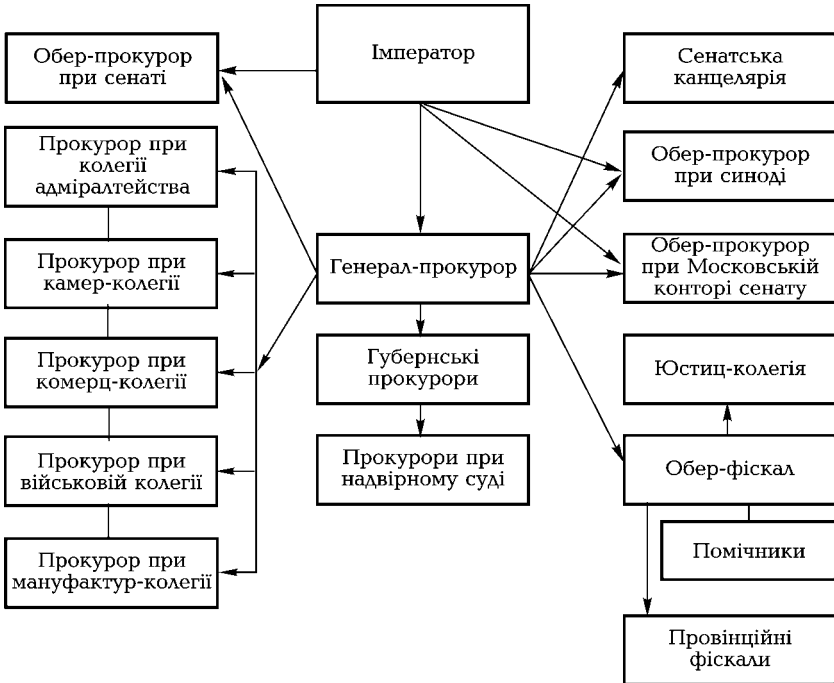 Обер-прокурор
при сенаті
Імператор
Сенатська
канцелярія
Прокурор при
колегії
адміралтейства
Обер-прокурор
при синоді
Прокурор при
камер-колегії
Генерал-прокурор
Обер-прокурор
при Московській
конторі сенату
Прокурор при
комерц-колегії
Губернські
прокурори
Юстиц-колегія
Прокурор при
військовій колегії
Прокурори при
надвірному суді
Обер-фіскал
Прокурор при
мануфактур-колегії
Помічники
Провінційні
фіскали